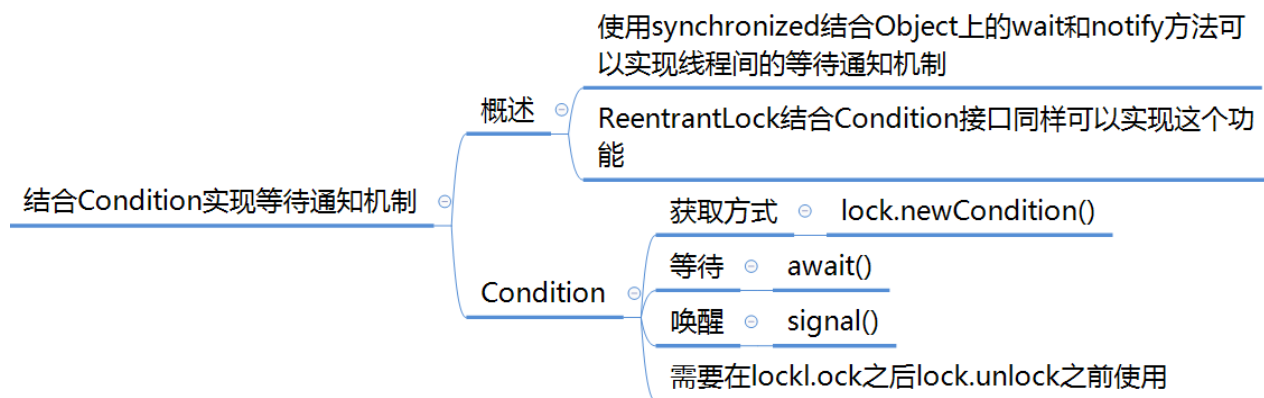 使用synchronized结合Object上的wait和notify方法可
以实现线程间的等待通知机制
概述
ReentrantLock结合Condition接口同样可以实现这个功
能
结合Condition实现等待通知机制
获取方式
lock.newCondition()
等待
await()
Condition
唤醒
signal()
需要在lockl.ock之后lock.unlock之前使用